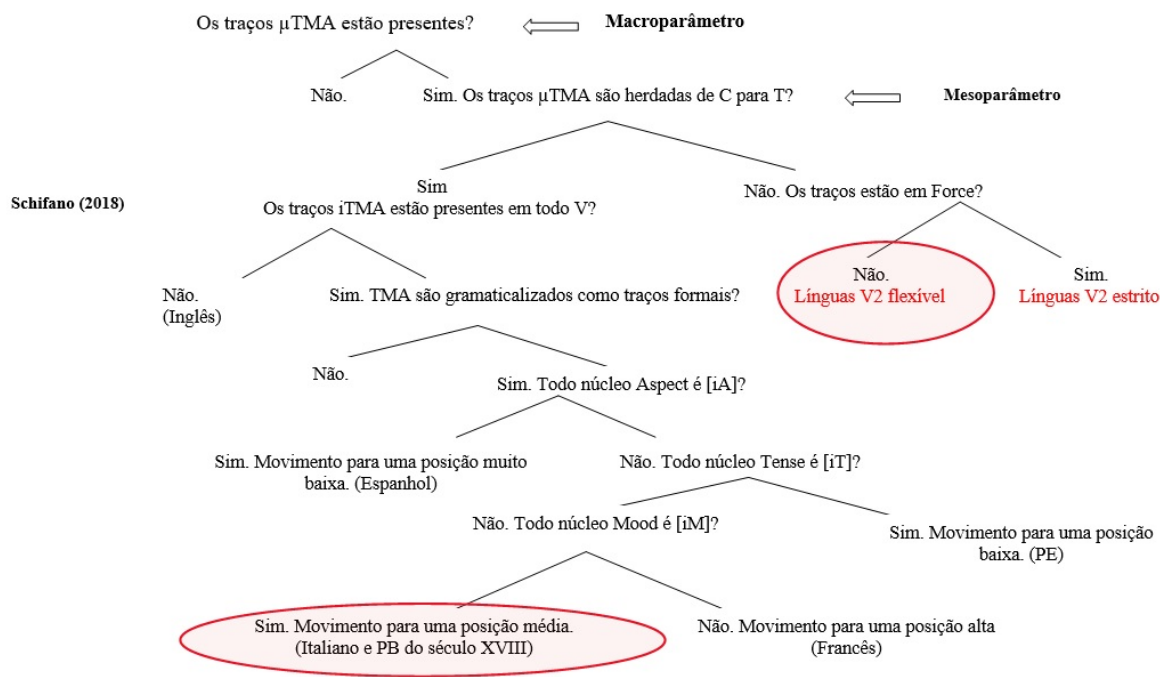 Os traços µTMA estão presentes?
Macroparâmetro
Não.
Sim. Os traços µTMA são herdadas de C para T?
Mesoparâmetro
Schifano (2018)
Sim
Os traços iTMA estão presentes em todo V?
Não. Os traços estão em Force?
Não.
(Inglês)
Sim. TMA são gramaticalizados como traços formais?
Não.
Línguas V2 flexível
Sim.
Línguas V2 estrito
Não.
Sim. Todo núcleo Aspect é [iA]?
Sim. Movimento para uma posição muito
baixa. (Espanhol)
Não. Todo núcleo Tense é [iT]?
Não. Todo núcleo Mood é [iM]?
Sim. Movimento para uma posição
baixa. (PE)
Sim. Movimento para uma posição média.
(Italiano e PB do século XVIII)
Não. Movimento para uma posição alta
(Francês)